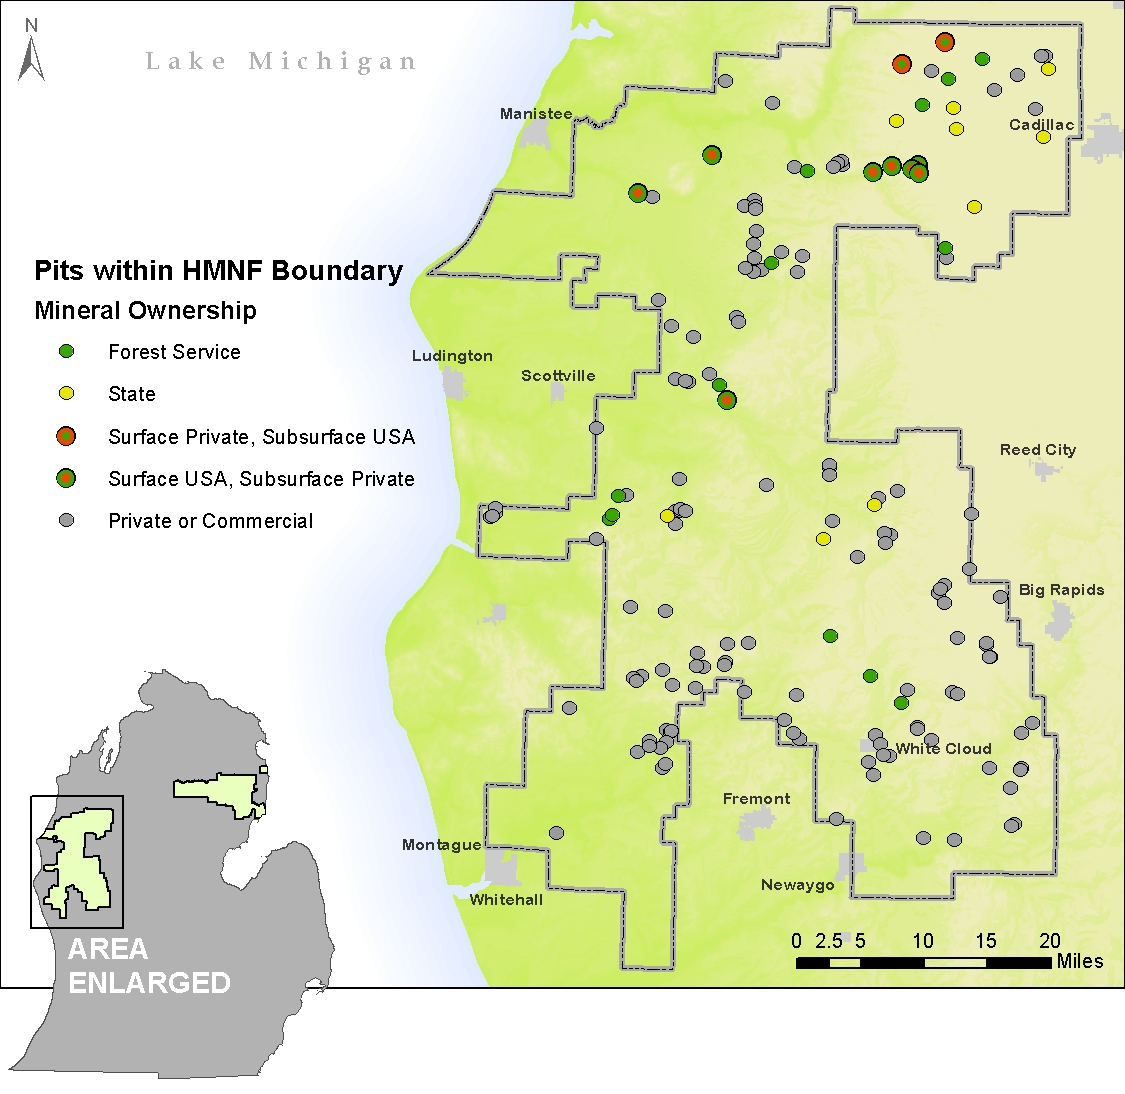 N
Lake Michigan
Manistee
Cadillac
Pits within HMNF Boundary
Mineral Ownership
Forest Service
State
Surface Private, Subsurface USA
Surface USA, Subsurface Private
Private or Commercial
Ludington
Scottville
Reed City
Big Rapids
White Cloud
Fremont
Montague
Newaygo
Whitehall
AREA
ENLARGED
0 2.5 5 10 15 20
Miles